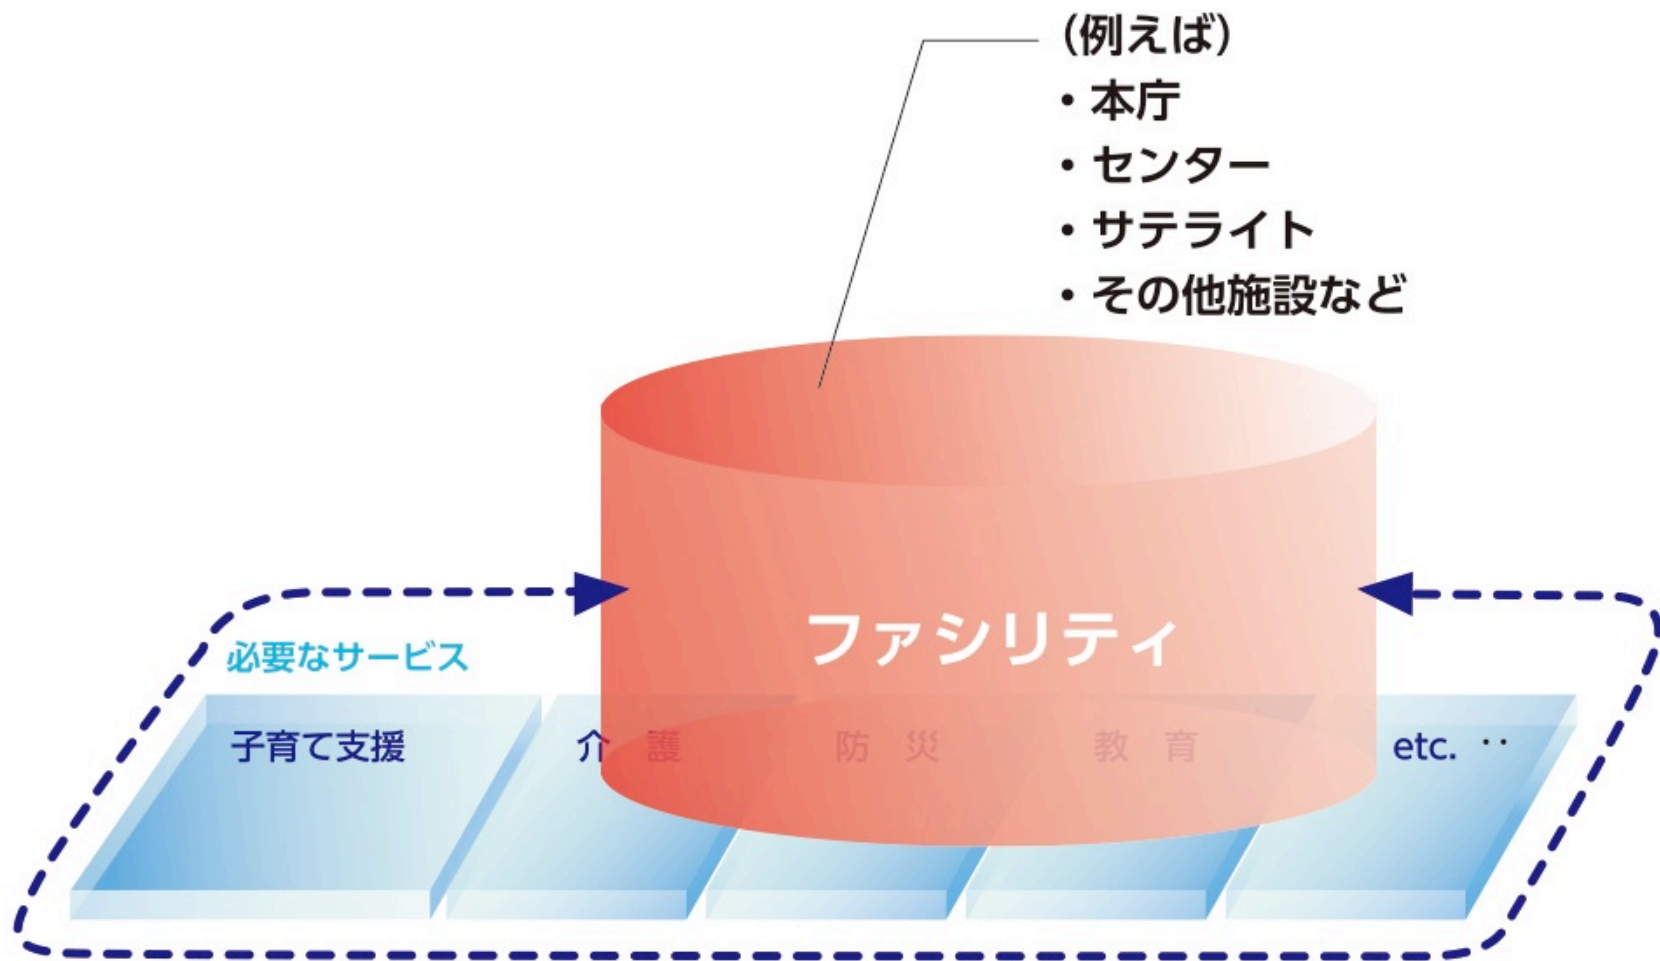 （例えば）
・本庁
・センター
・サテライト
・その他施設など
ファシリティ
必要なサービス
子育て支援 介 護 防 災 教 育 etc. ‥